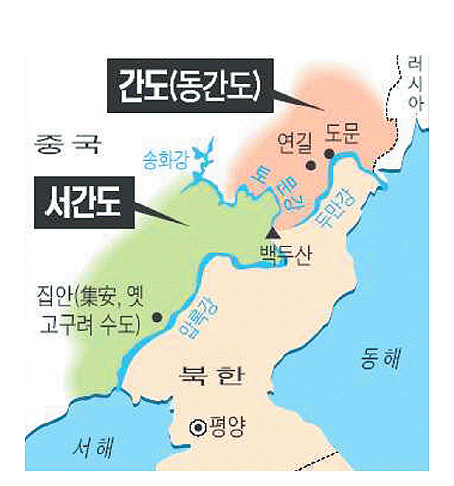 러시아
간도(동간도)
중국
연길
도문
송화강
토문강
두만강
서간도
백두산
집안(集安, 옛
고구려 수도)
압록강
동해
북한
평양
서해